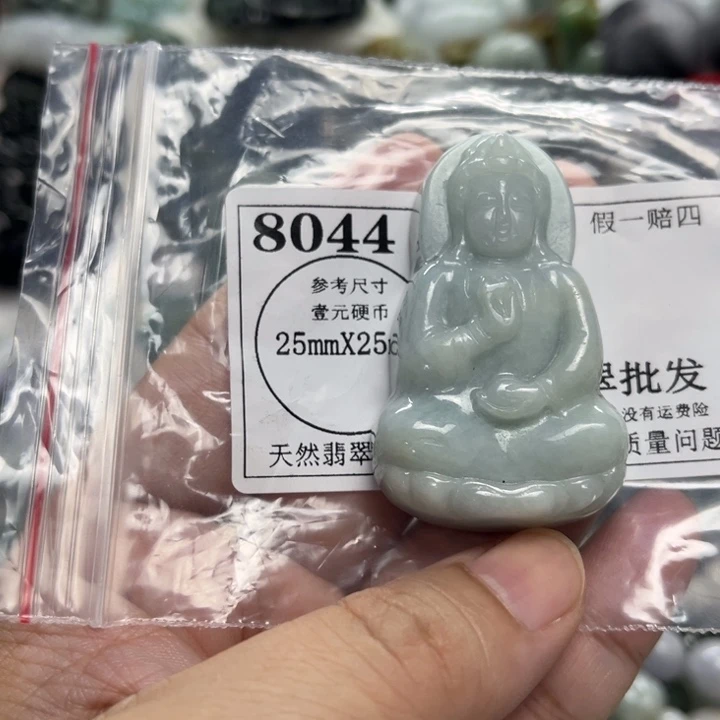 8044
参考尺寸
壹元硬币
25mmX25
天然翡翠
假一赔四
翠批发
没有运费险
质量问题